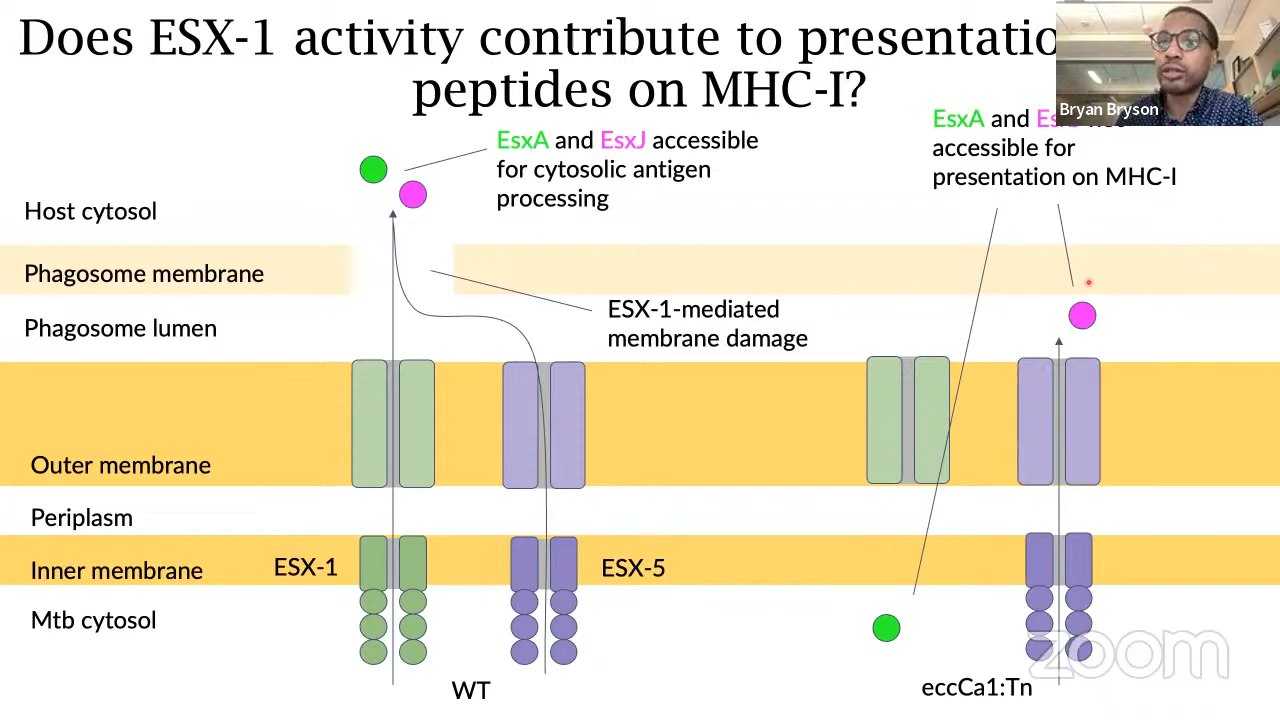 Does ESX-1 activity contribute to
peptides on MHC-I?
Bryan Bryson
EsxA and EsxJ accessible
for cytosolic antigen
processing
EsxA and
accessible for
presentation on MHC-I
Host cytosol
Phagosome membrane
Phagosome lumen
ESX-1-mediated
membrane damage
Outer membrane
Periplasm
Inner membrane
ESX-1
ESX-5
Mtb cytosol
WT
eccCa1:Tn
zoom